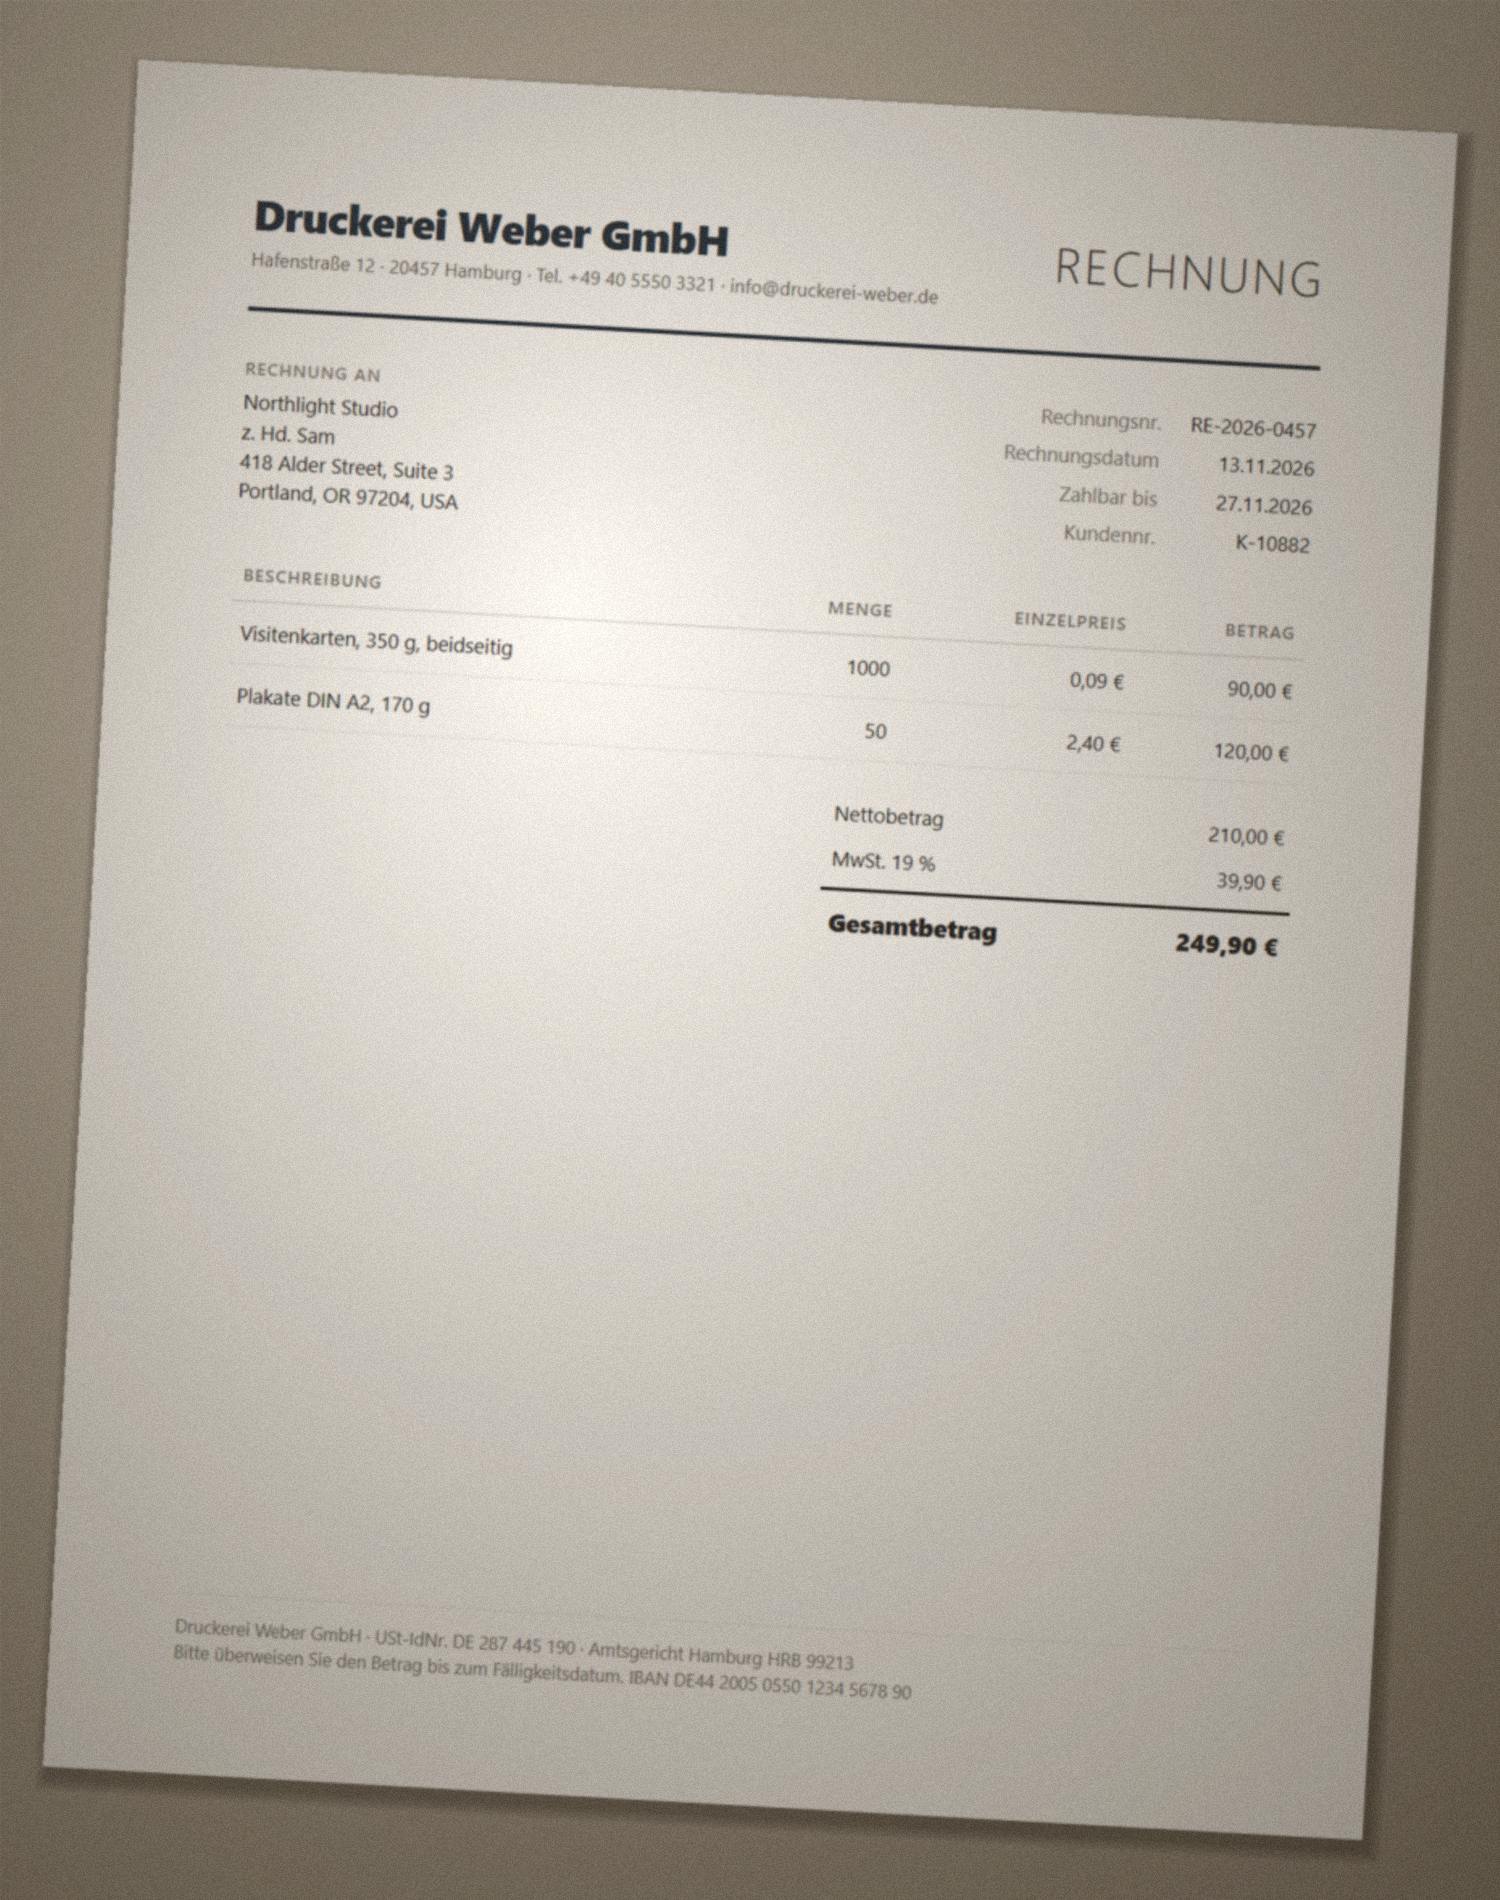 Druckerei Weber GmbH
Hafenstraße 12 · 20457 Hamburg · Tel. +49 40 5550 3321 · info@druckerei-weber.de
RECHNUNG
RECHNUNG AN
Northlight Studio
z. Hd. Sam
418 Alder Street, Suite 3
Portland, OR 97204, USA
Rechnungsnr. RE-2026-0457
Rechnungsdatum 13.11.2026
Zahlbar bis 27.11.2026
Kundennr. K-10882
BESCHREIBUNG MENGE EINZELPREIS BETRAG
Visitenkarten, 350 g, beidseitig 1000 0,09 € 90,00 €
Plakate DIN A2, 170 g 50 2,40 € 120,00 €
Nettobetrag 210,00 €
MwSt. 19 % 39,90 €
Gesamtbetrag 249,90 €
Druckerei Weber GmbH · USt-IdNr. DE 287 445 190 · Amtsgericht Hamburg HRB 99213
Bitte überweisen Sie den Betrag bis zum Fälligkeitsdatum. IBAN DE44 2005 0550 1234 5678 90